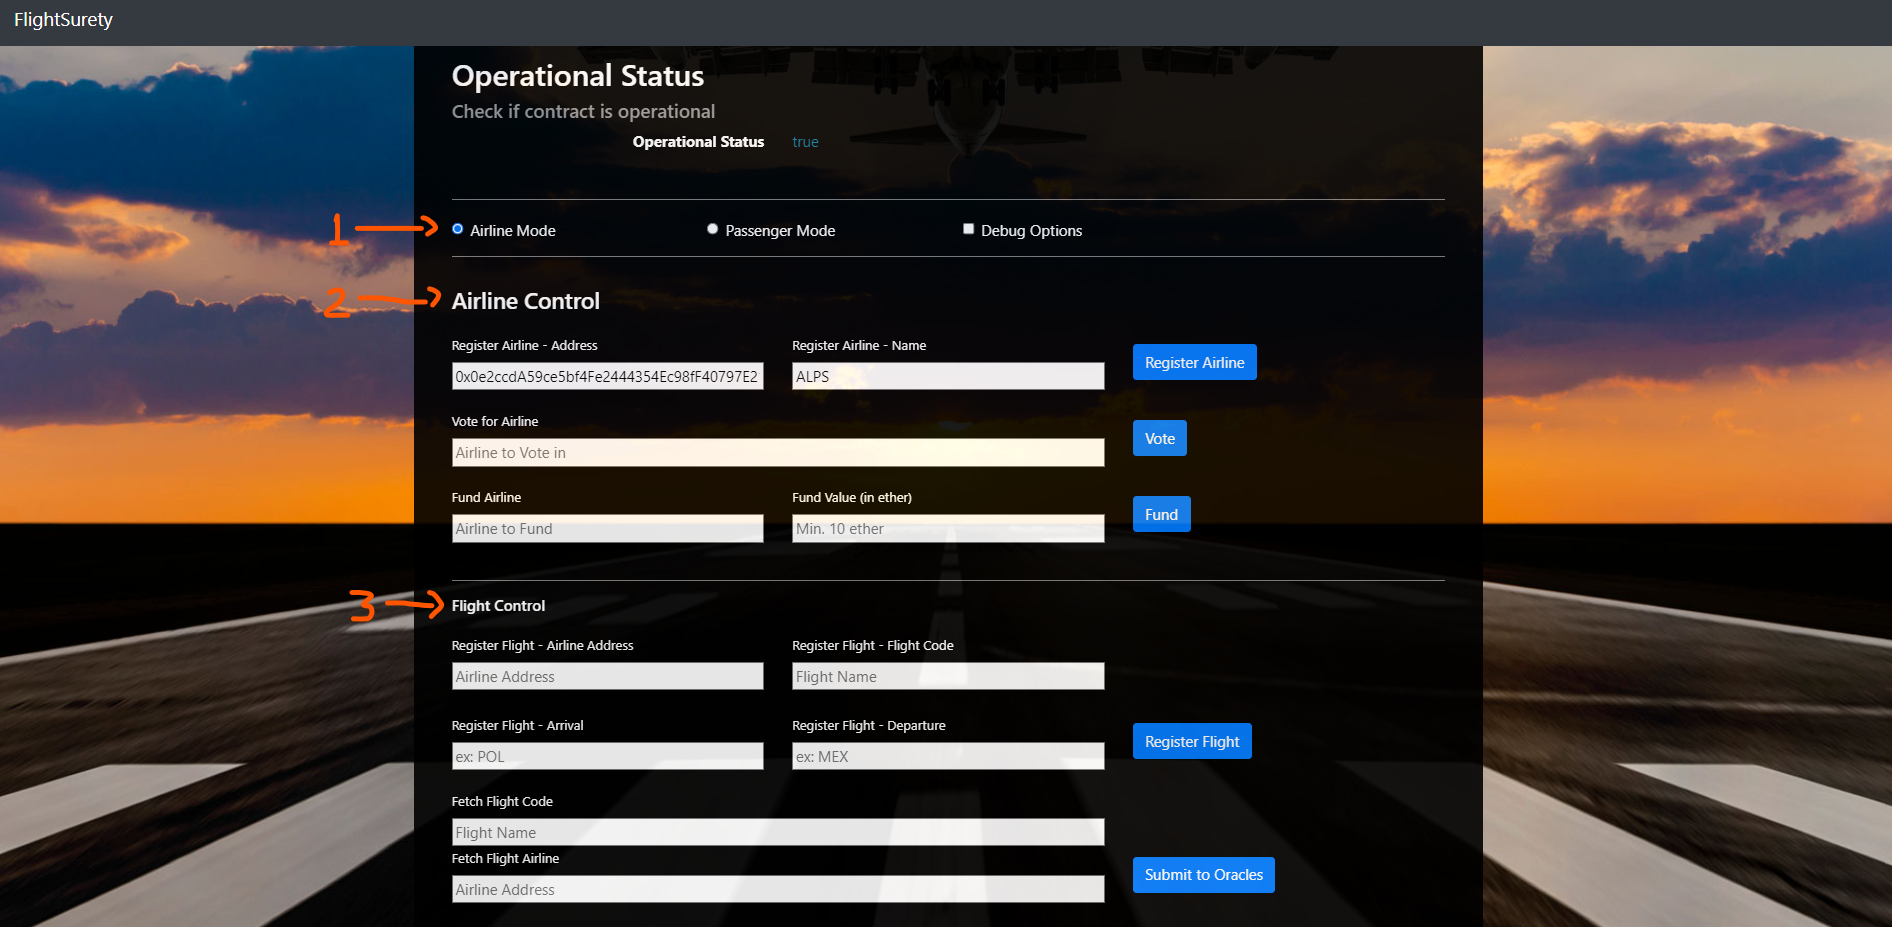 FlightSurety
Operational Status
Check if contract is operational
Operational Status true
1 Airline Mode Passenger Mode Debug Options
2 Airline Control
Register Airline - Address Register Airline - Name
0x0e2ccdA59ce5bf4Fe2444354Ec98fF40797E2 ALPS Register Airline
Vote for Airline
Airline to Vote in Vote
Fund Airline Fund Value (in ether)
Airline to Fund Min. 10 ether Fund
3 Flight Control
Register Flight - Airline Address Register Flight - Flight Code
Airline Address Flight Name
Register Flight - Arrival Register Flight - Departure
ex: POL ex: MEX Register Flight
Fetch Flight Code
Flight Name
Fetch Flight Airline
Airline Address Submit to Oracles